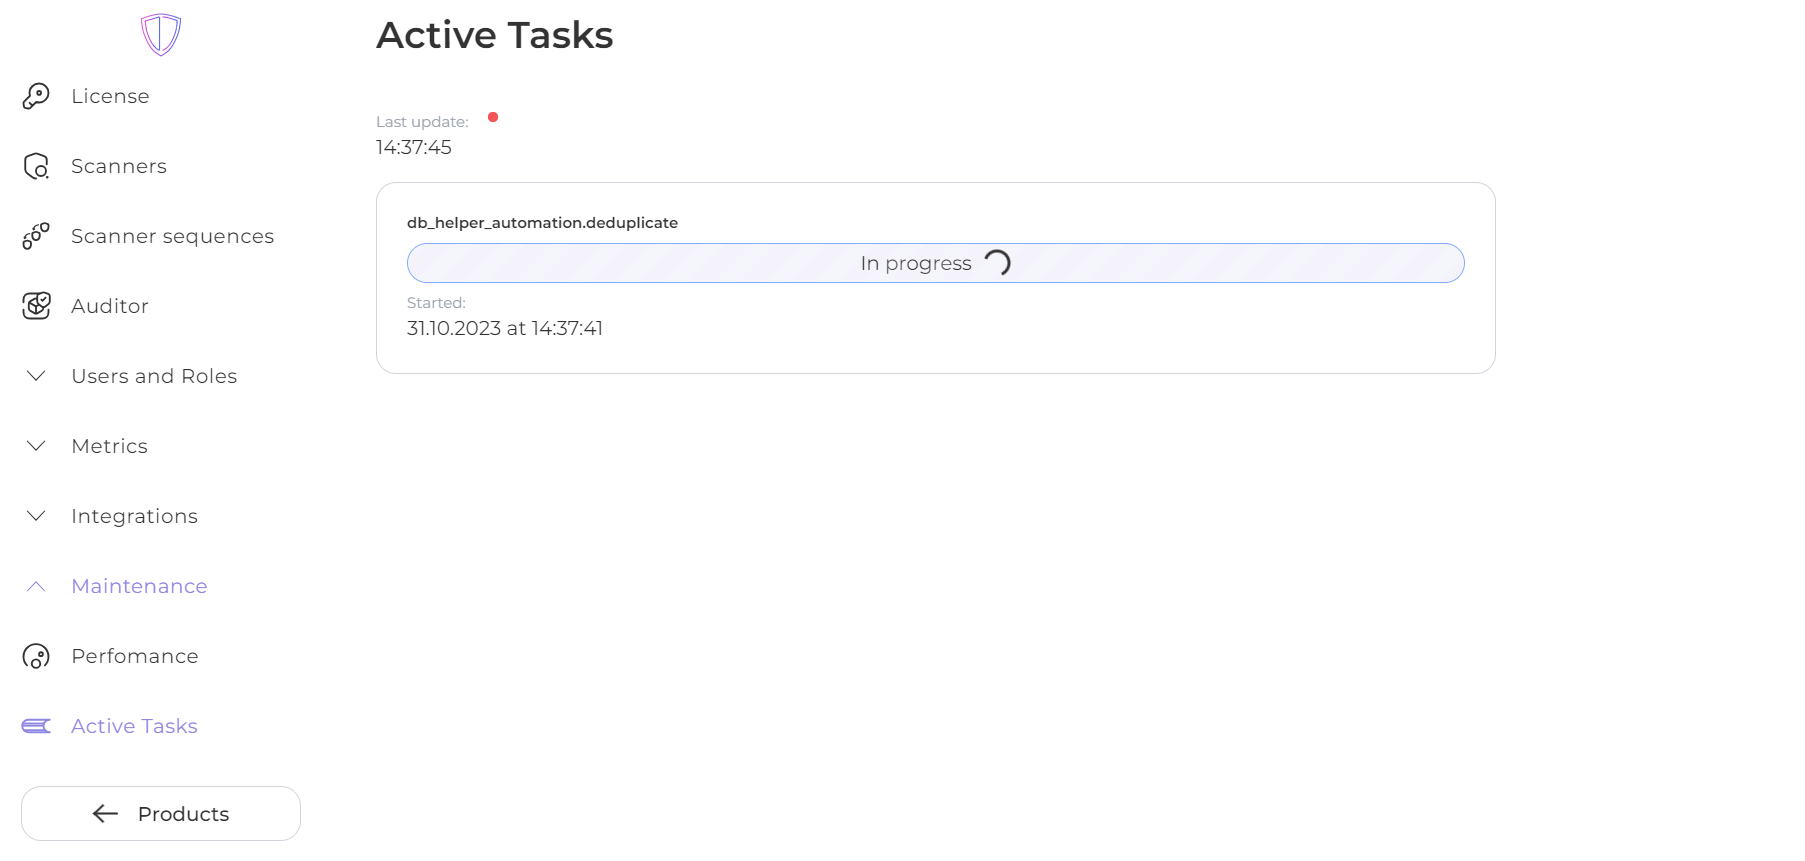 License
Scanners
Scanner sequences
Auditor
Users and Roles
Metrics
Integrations
Maintenance
Perfomance
Active Tasks
Products
Active Tasks
Last update:
14:37:45
db_helper_automation.deduplicate
In progress
Started:
31.10.2023 at 14:37:41